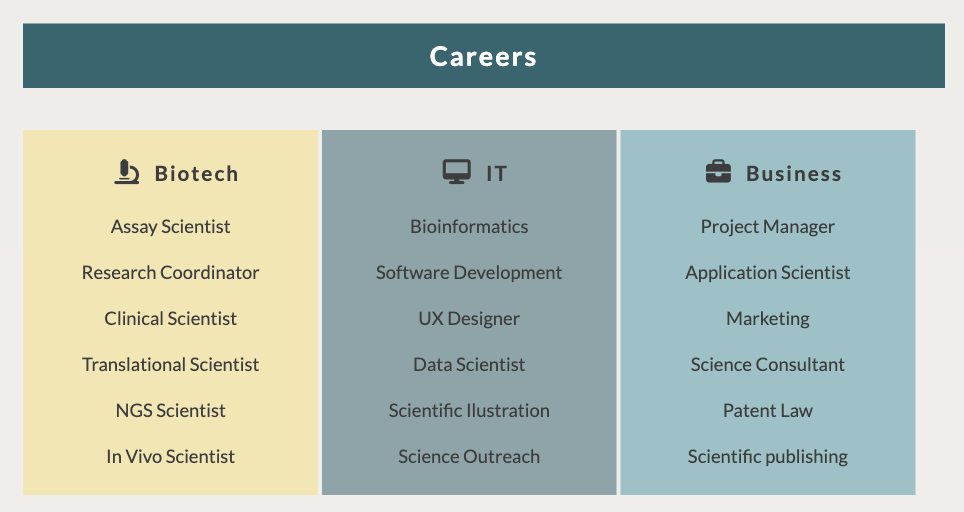 Careers
Biotech
Assay Scientist
Research Coordinator
Clinical Scientist
Translational Scientist
NGS Scientist
In Vivo Scientist
IT
Bioinformatics
Software Development
UX Designer
Data Scientist
Scientific Ilustration
Science Outreach
Business
Project Manager
Application Scientist
Marketing
Science Consultant
Patent Law
Scientific publishing